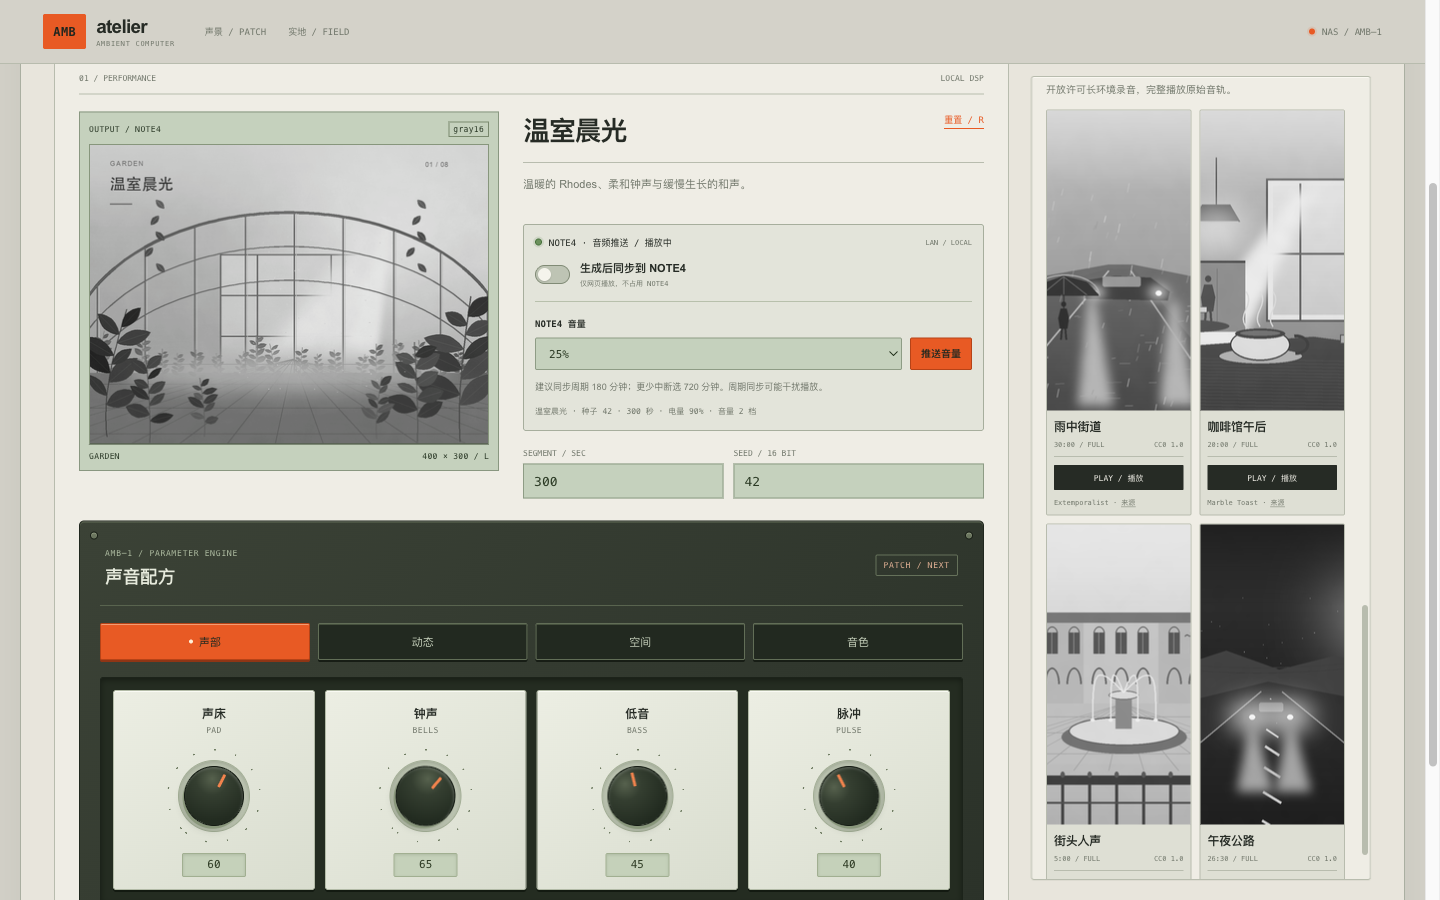 AMB
atelier
AMBIENT COMPUTER
声景 / PATCH
实地 / FIELD
NAS / AMB-1
01 / PERFORMANCE
LOCAL DSP
OUTPUT / NOTE4
gray16
GARDEN
01 / 08
温室晨光
GARDEN
400 × 300 / L
温室晨光
重置 / R
温暖的 Rhodes、柔和钟声与缓慢生长的和声。
NOTE4 · 音频推送 / 播放中
LAN / LOCAL
生成后同步到 NOTE4
仅网页播放，不占用 NOTE4
NOTE4 音量
25%
推送音量
建议同步周期 180 分钟；更少中断选 720 分钟。周期同步可能干扰播放。
温室晨光 · 种子 42 · 300 秒 · 电量 90% · 音量 2 档
SEGMENT / SEC
SEED / 16 BIT
300
42
AMB-1 / PARAMETER ENGINE
声音配方
PATCH / NEXT
声部
动态
空间
音色
声床
PAD
60
钟声
BELLS
65
低音
BASS
45
脉冲
PULSE
40
开放许可长环境录音，完整播放原始音轨。
雨中街道
30:00 / FULL
CC0 1.0
PLAY / 播放
Extemporalist · 来源
咖啡馆午后
20:00 / FULL
CC0 1.0
PLAY / 播放
Marble Toast · 来源
街头人声
5:00 / FULL
CC0 1.0
午夜公路
26:30 / FULL
CC0 1.0